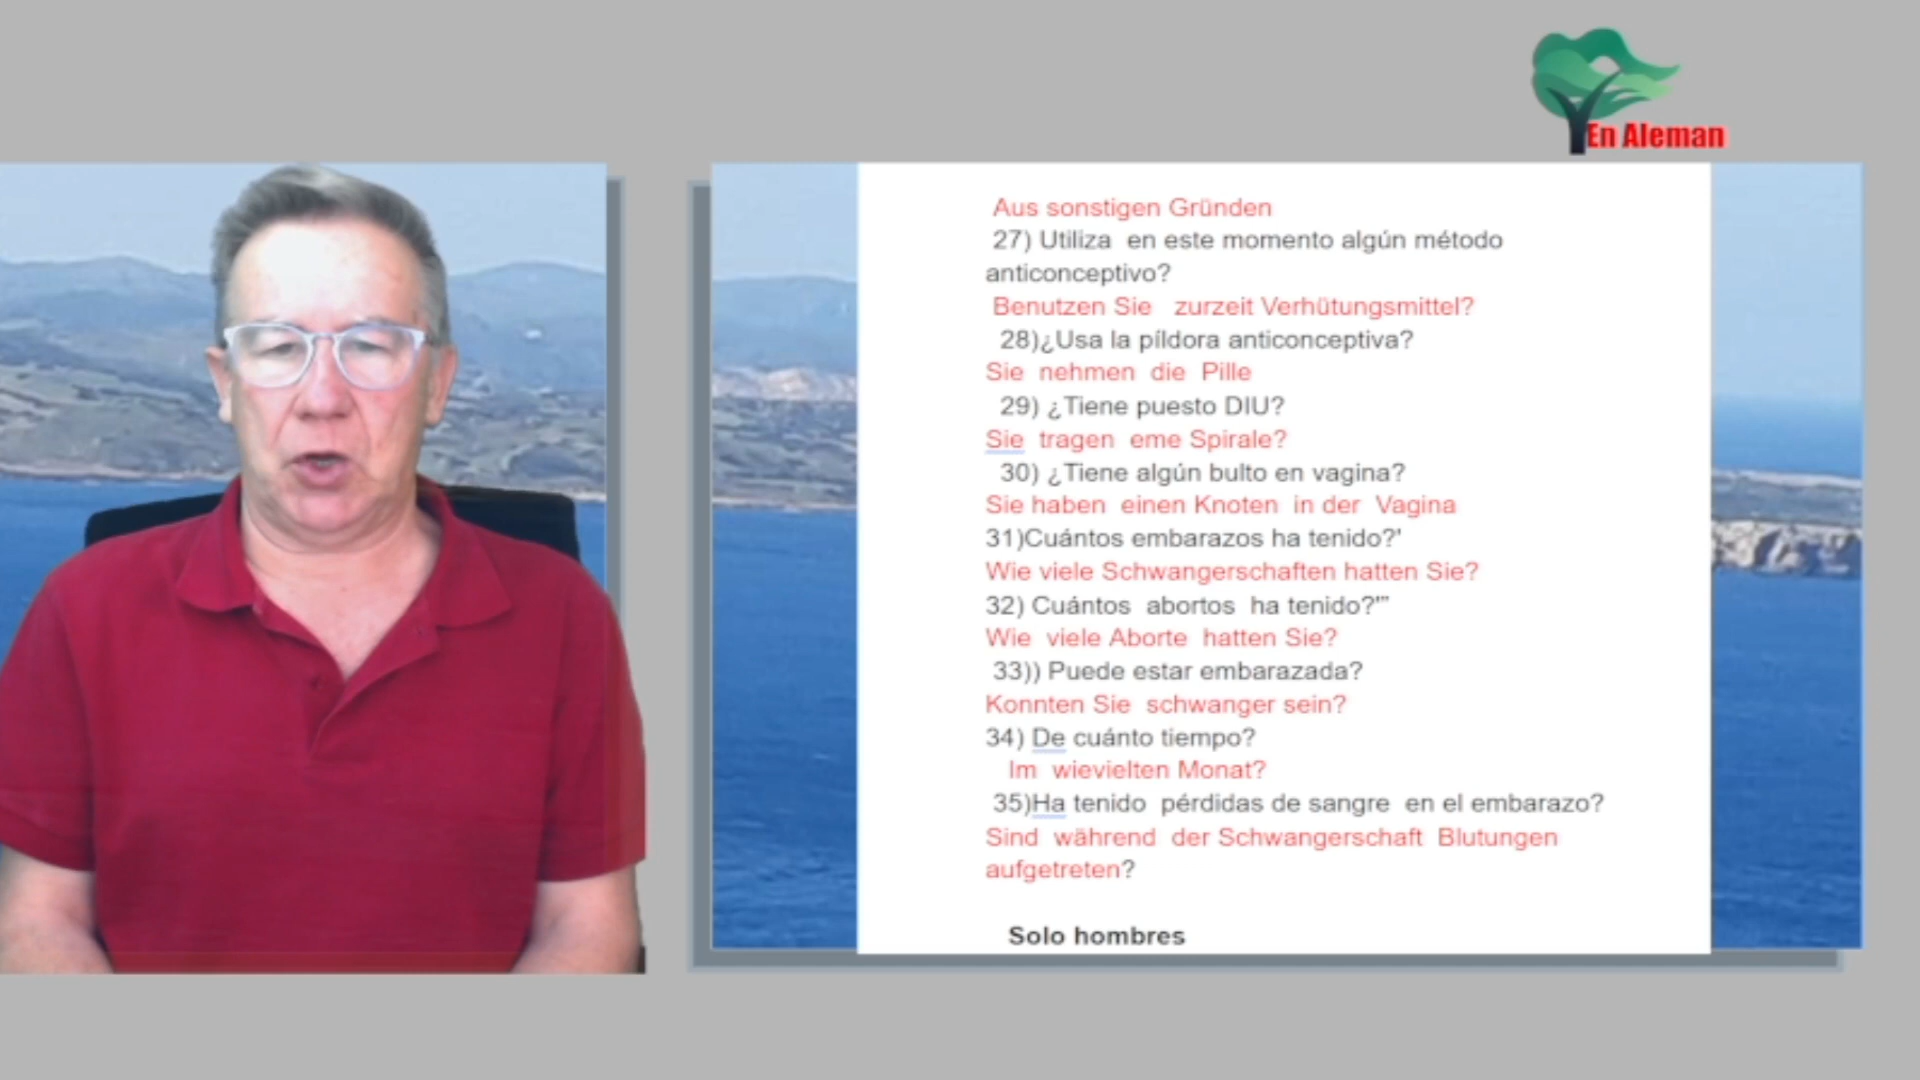 En Aleman
Aus sonstigen Gründen
27) Utiliza en este momento algún método
anticonceptivo?
Benutzen Sie zurzeit Verhütungsmittel?
28)¿Usa la píldora anticonceptiva?
Sie nehmen die Pille
29) ¿Tiene puesto DIU?
Sie tragen eme Spirale?
30) ¿Tiene algún bulto en vagina?
Sie haben einen Knoten in der Vagina
31)Cuántos embarazos ha tenido?'
Wie viele Schwangerschaften hatten Sie?
32) Cuántos abortos ha tenido?'"
Wie viele Aborte hatten Sie?
33)) Puede estar embarazada?
Konnten Sie schwanger sein?
34) De cuánto tiempo?
Im wievielten Monat?
35)Ha tenido pérdidas de sangre en el embarazo?
Sind während der Schwangerschaft Blutungen
aufgetreten?
Solo hombres